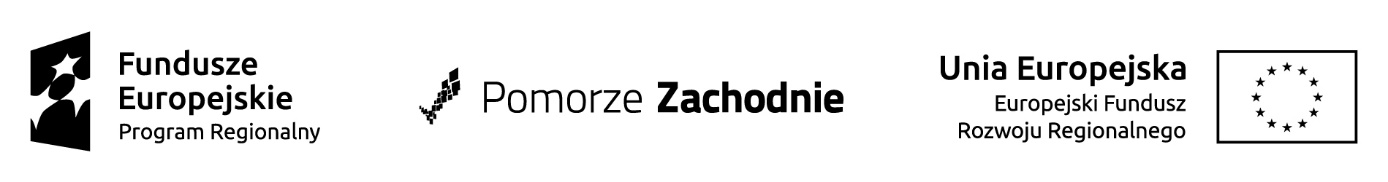 Fundusze
Europejskie
Program Regionalny
Pomorze Zachodnie
Unia Europejska
Europejski Fundusz
Rozwoju Regionalnego